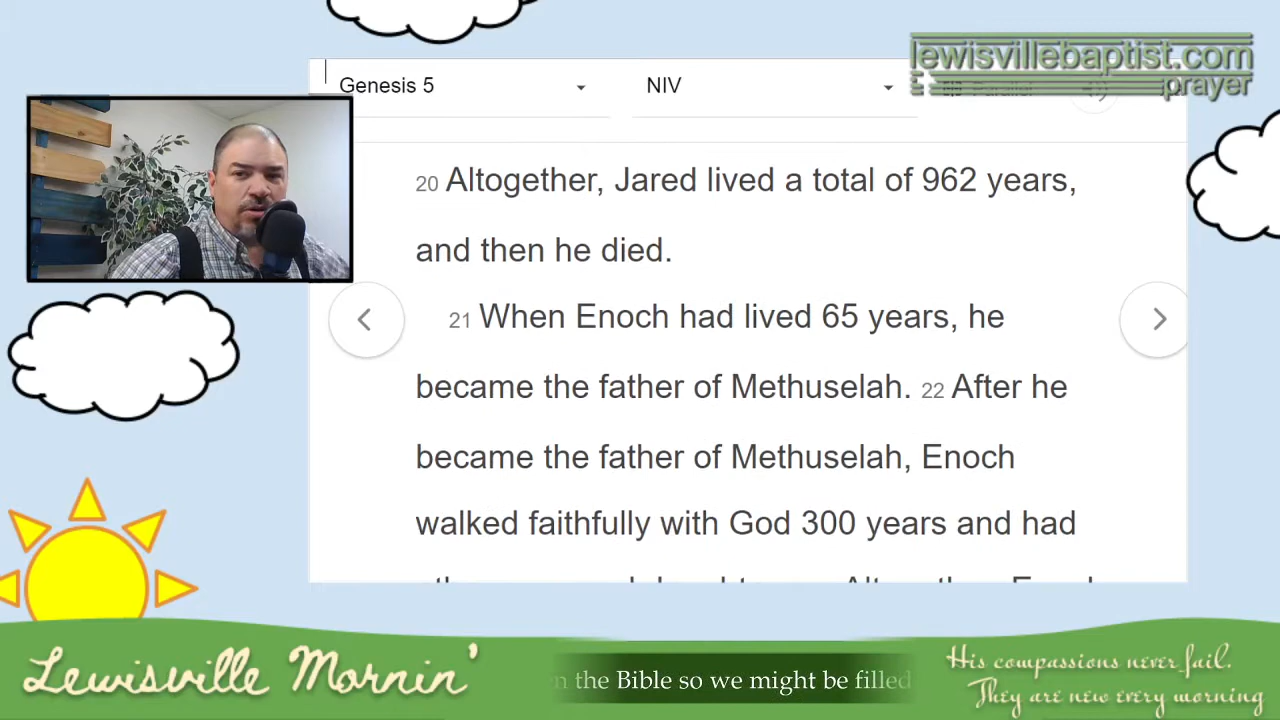 lewisvillebaptist.com
prayer
Genesis 5
NIV
20 Altogether, Jared lived a total of 962 years,
and then he died.
21 When Enoch had lived 65 years, he
became the father of Methuselah. 22 After he
became the father of Methuselah, Enoch
walked faithfully with God 300 years and had
Lewisville Mornin'
the Bible so we might be filled
His compassions never fail.
They are new every morning